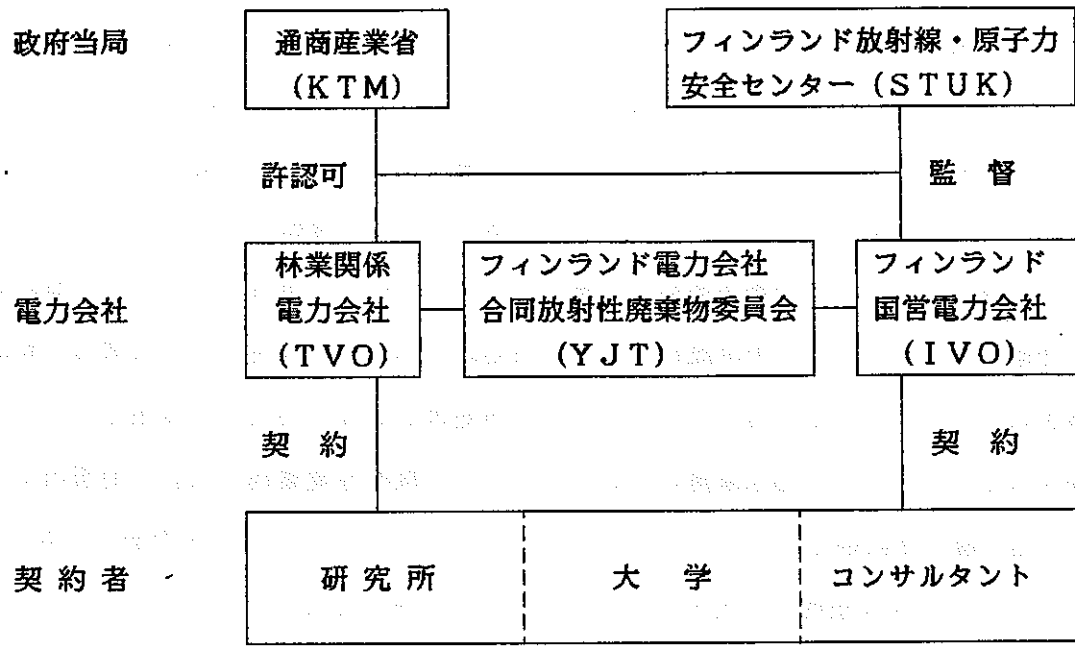 政府当局
通商産業省
(KTM)
フィンランド放射線・原子力
安全センター(STUK)
許認可
監督
電力会社
林業関係
電力会社
(TVO)
フィンランド電力会社
合同放射性廃棄物委員会
(YJT)
フィンランド
国営電力会社
(IVO)
契約
契約
契約者
研究所
大学
コンサルタント